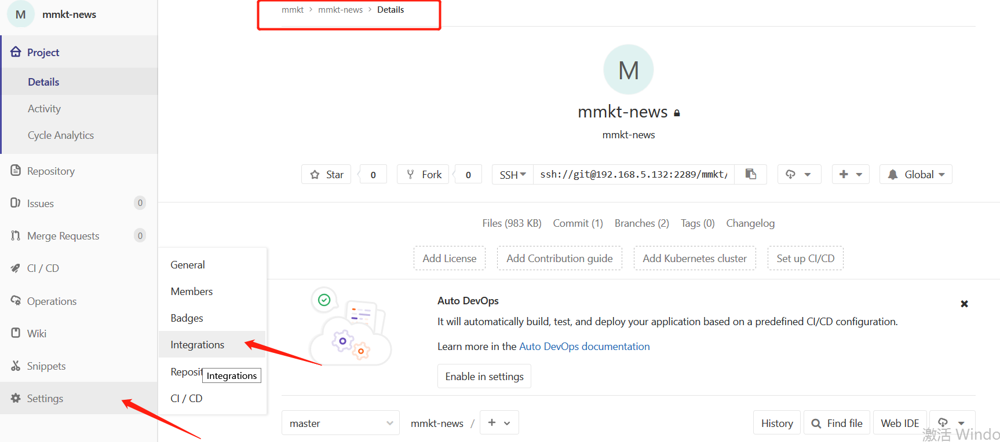 M mmkt-news
Project
Details
Activity
Cycle Analytics
Repository
Issues 0
Merge Requests 0
CI / CD
Operations
Wiki
Snippets
Settings
General
Members
Badges
Integrations
Reposit
Integrations
CI / CD
mmkt > mmkt-news > Details
M
mmkt-news
mmkt-news
Star 0 Fork 0 SSH ssh://git@192.168.5.132:2289/mmkt/ Global
Files (983 KB) Commit (1) Branches (2) Tags (0) Changelog
Add License Add Contribution guide Add Kubernetes cluster Set up CI/CD
Auto DevOps
It will automatically build, test, and deploy your application based on a predefined CI/CD configuration.
Learn more in the Auto DevOps documentation
Enable in settings
master mmkt-news / + History Find file Web IDE
激活 Windo